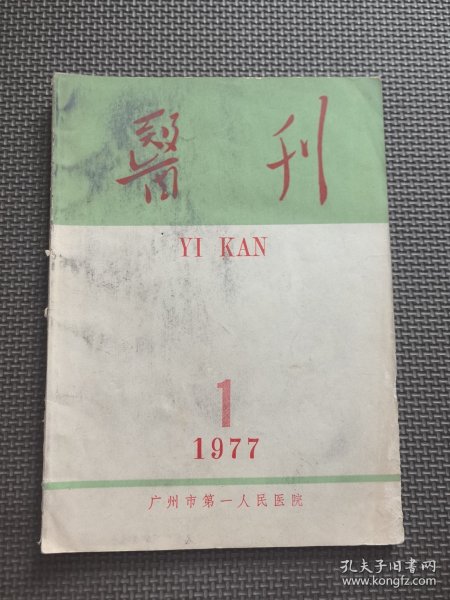 醫刊
YI KAN
1
1977
广州市第一人民医院
孔夫子旧书网
www.kongfz.com